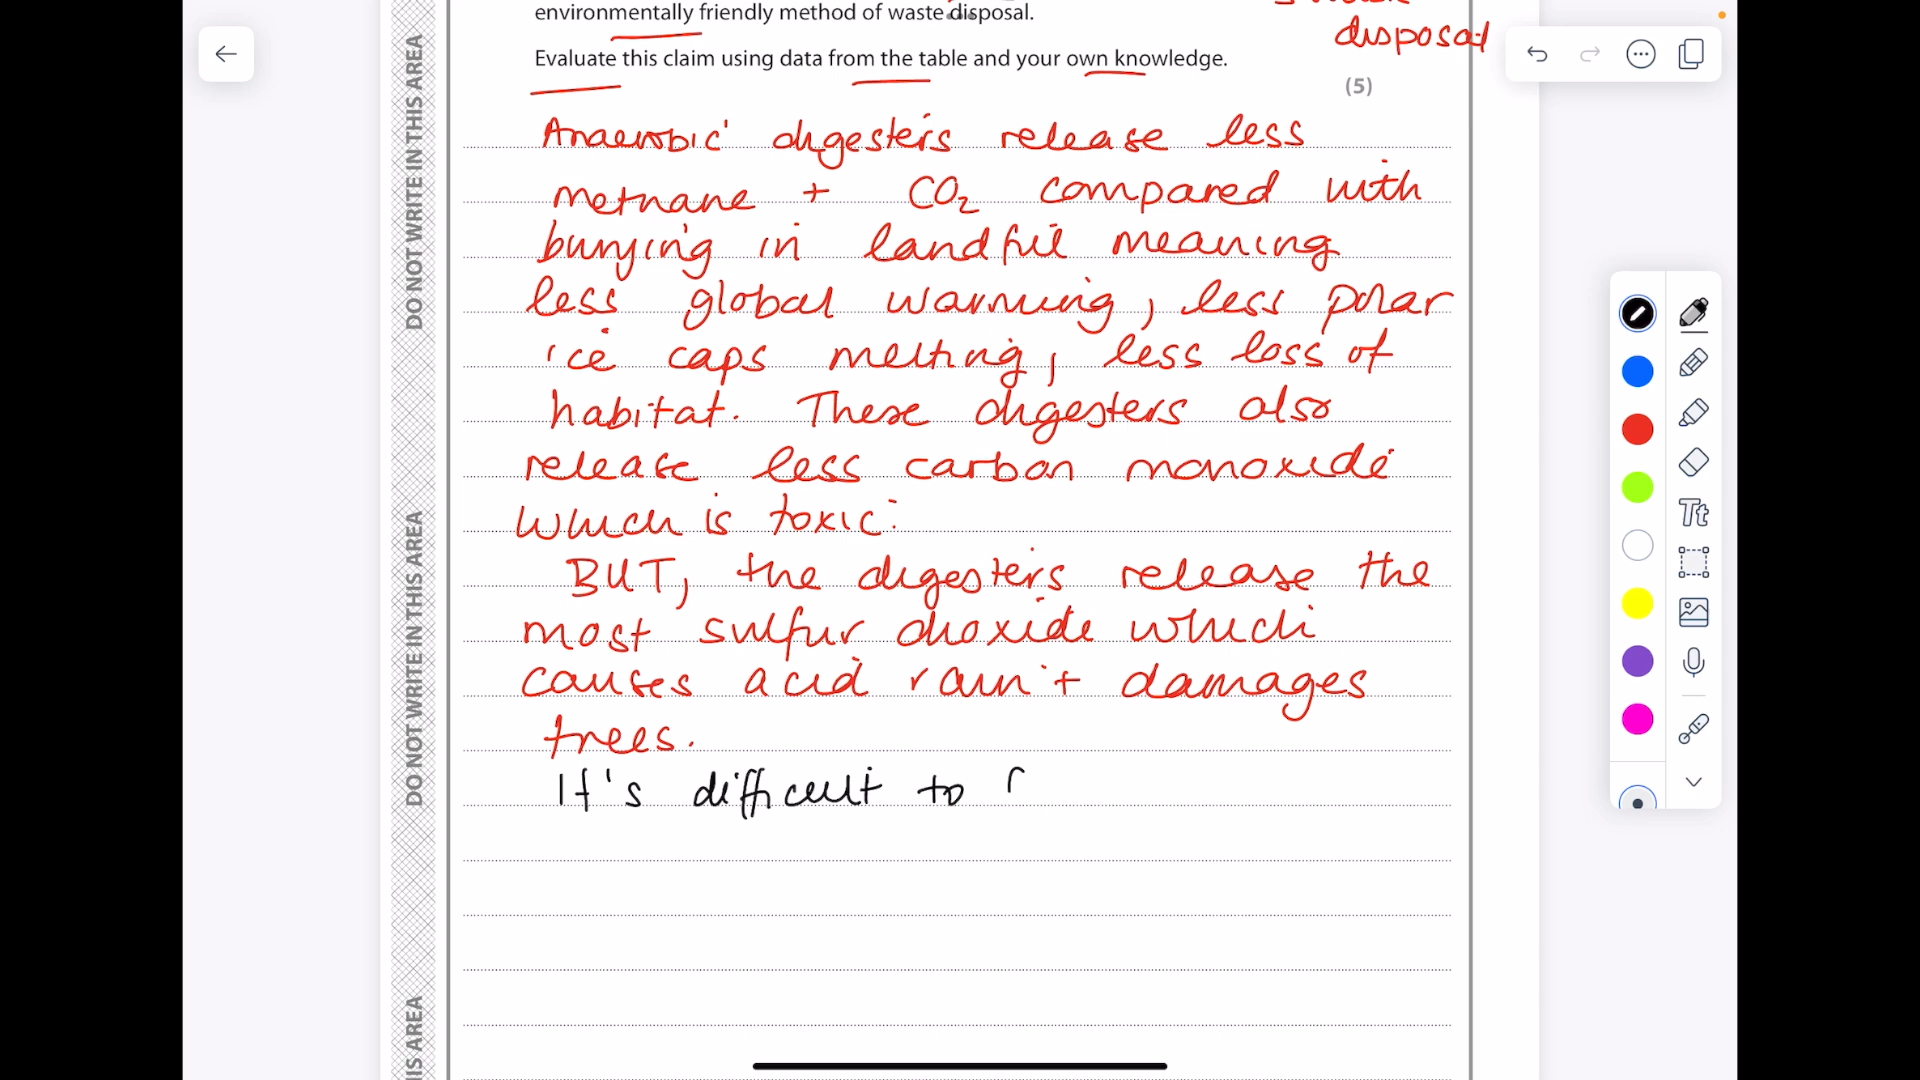 environmentally friendly method of waste disposal.
disposal
Evaluate this claim using data from the table and your own knowledge.
(5)
Anaerobic digesters release less
methane + CO₂ compared with
burying in landfill meaning
less global warming, less polar
ice caps melting, less loss of
habitat. These digesters also
release less carbon monoxide
which is toxic.
BUT, the digesters release the
most sulfur dioxide which
causes acid rain + damages
trees.
It's difficult to r
DO NOT WRITE IN THIS AREA
DO NOT WRITE IN THIS AREA
IS AREA
Tt